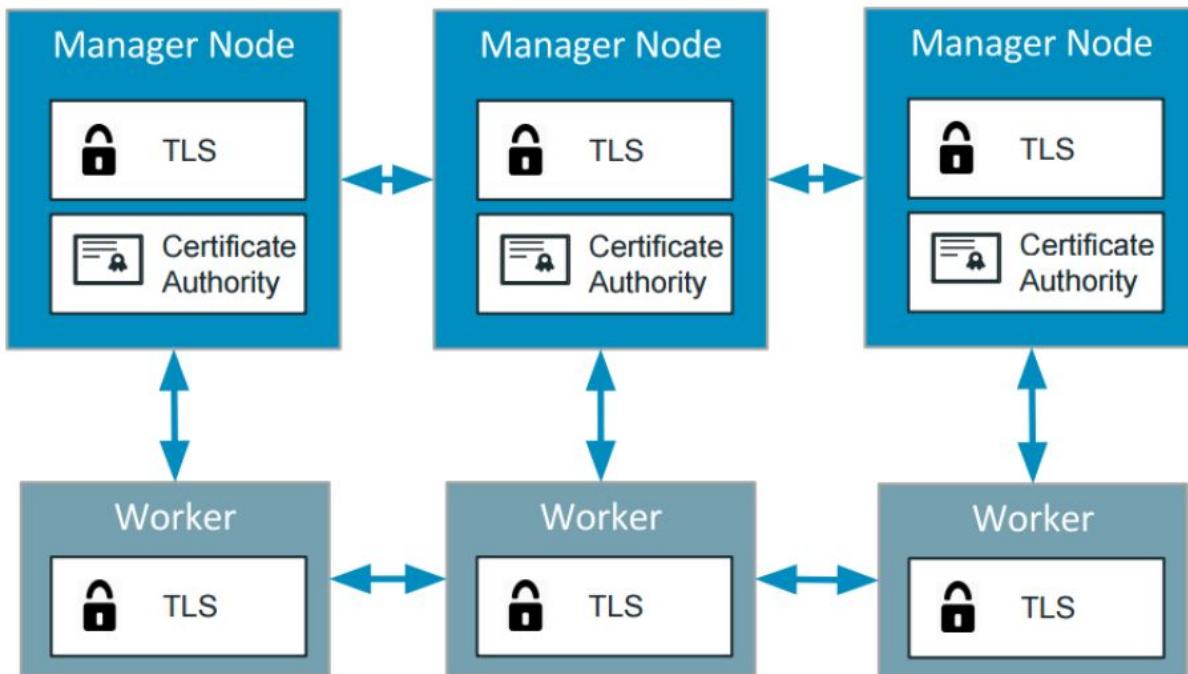 Manager Node
Manager Node
Manager Node
TLS
TLS
TLS
Certificate
Authority
Certificate
Authority
Certificate
Authority
Worker
Worker
Worker
TLS
TLS
TLS